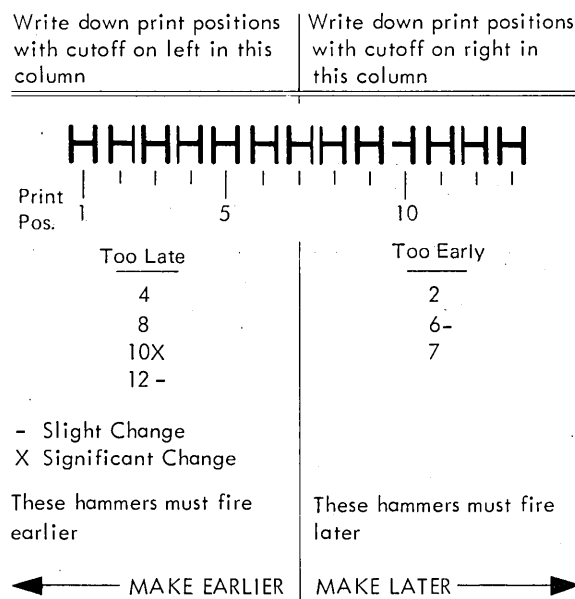 Write down print positions
with cutoff on left in this
column
Write down print positions
with cutoff on right in
this column
HHHHHHHHHHHHH
Print
Pos.
1
5
10
Too Late
4
8
10X
12 -
Too Early
2
6-
7
- Slight Change
X Significant Change
These hammers must fire
earlier
These hammers must fire
later
MAKE EARLIER
MAKE LATER